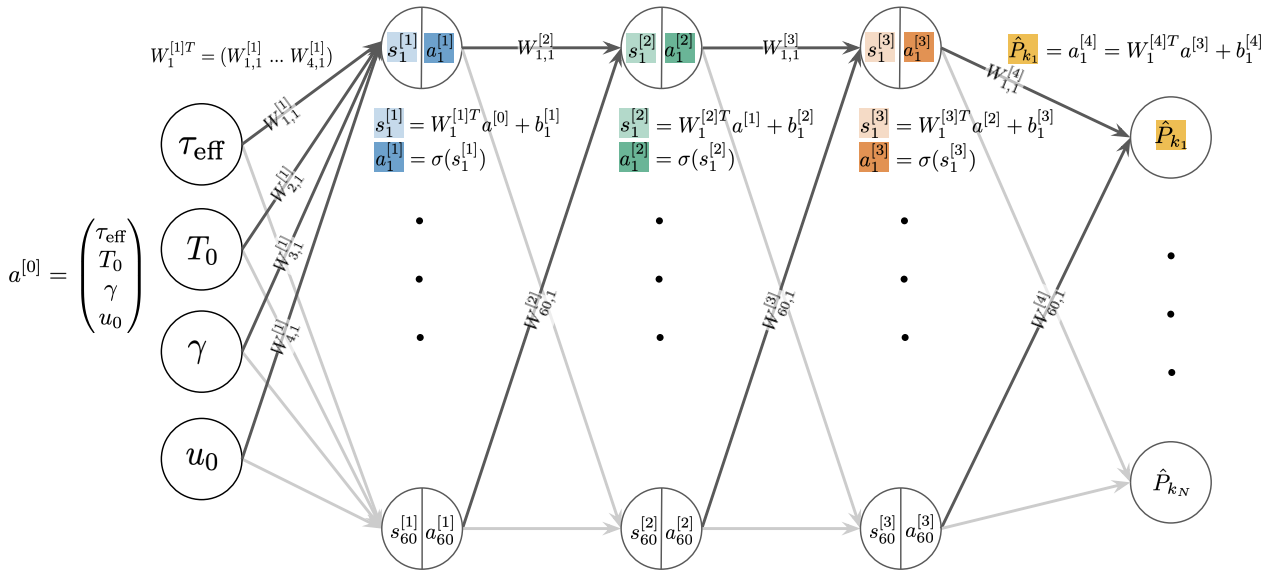 W_1^{[1]T} = (W_{1,1}^{[1]} ... W_{4,1}^{[1]})
s_1^{[1]} a_1^{[1]}
W_{1,1}^{[2]}
s_1^{[2]} a_1^{[2]}
W_{1,1}^{[3]}
s_1^{[3]} a_1^{[3]}
\hat{P}_{k_1} = a_1^{[4]} = W_1^{[4]T} a^{[3]} + b_1^{[4]}
W_{1,1}^{[4]}
W_{1,1}^{[1]}
s_1^{[1]} = W_1^{[1]T} a^{[0]} + b_1^{[1]}
a_1^{[1]} = σ(s_1^{[1]})
s_1^{[2]} = W_1^{[2]T} a^{[1]} + b_1^{[2]}
a_1^{[2]} = σ(s_1^{[2]})
s_1^{[3]} = W_1^{[3]T} a^{[2]} + b_1^{[3]}
a_1^{[3]} = σ(s_1^{[3]})
\hat{P}_{k_1}
τ_eff
W_{2,1}^{[1]}
T_0
W_{3,1}^{[1]}
a^{[0]} = (τ_eff
T_0
γ
u_0)
W_{4,1}^{[1]}
W_{60,1}^{[2]}
W_{60,1}^{[3]}
W_{60,1}^{[4]}
γ
u_0
\hat{P}_{k_N}
s_{60}^{[1]} a_{60}^{[1]}
s_{60}^{[2]} a_{60}^{[2]}
s_{60}^{[3]} a_{60}^{[3]}